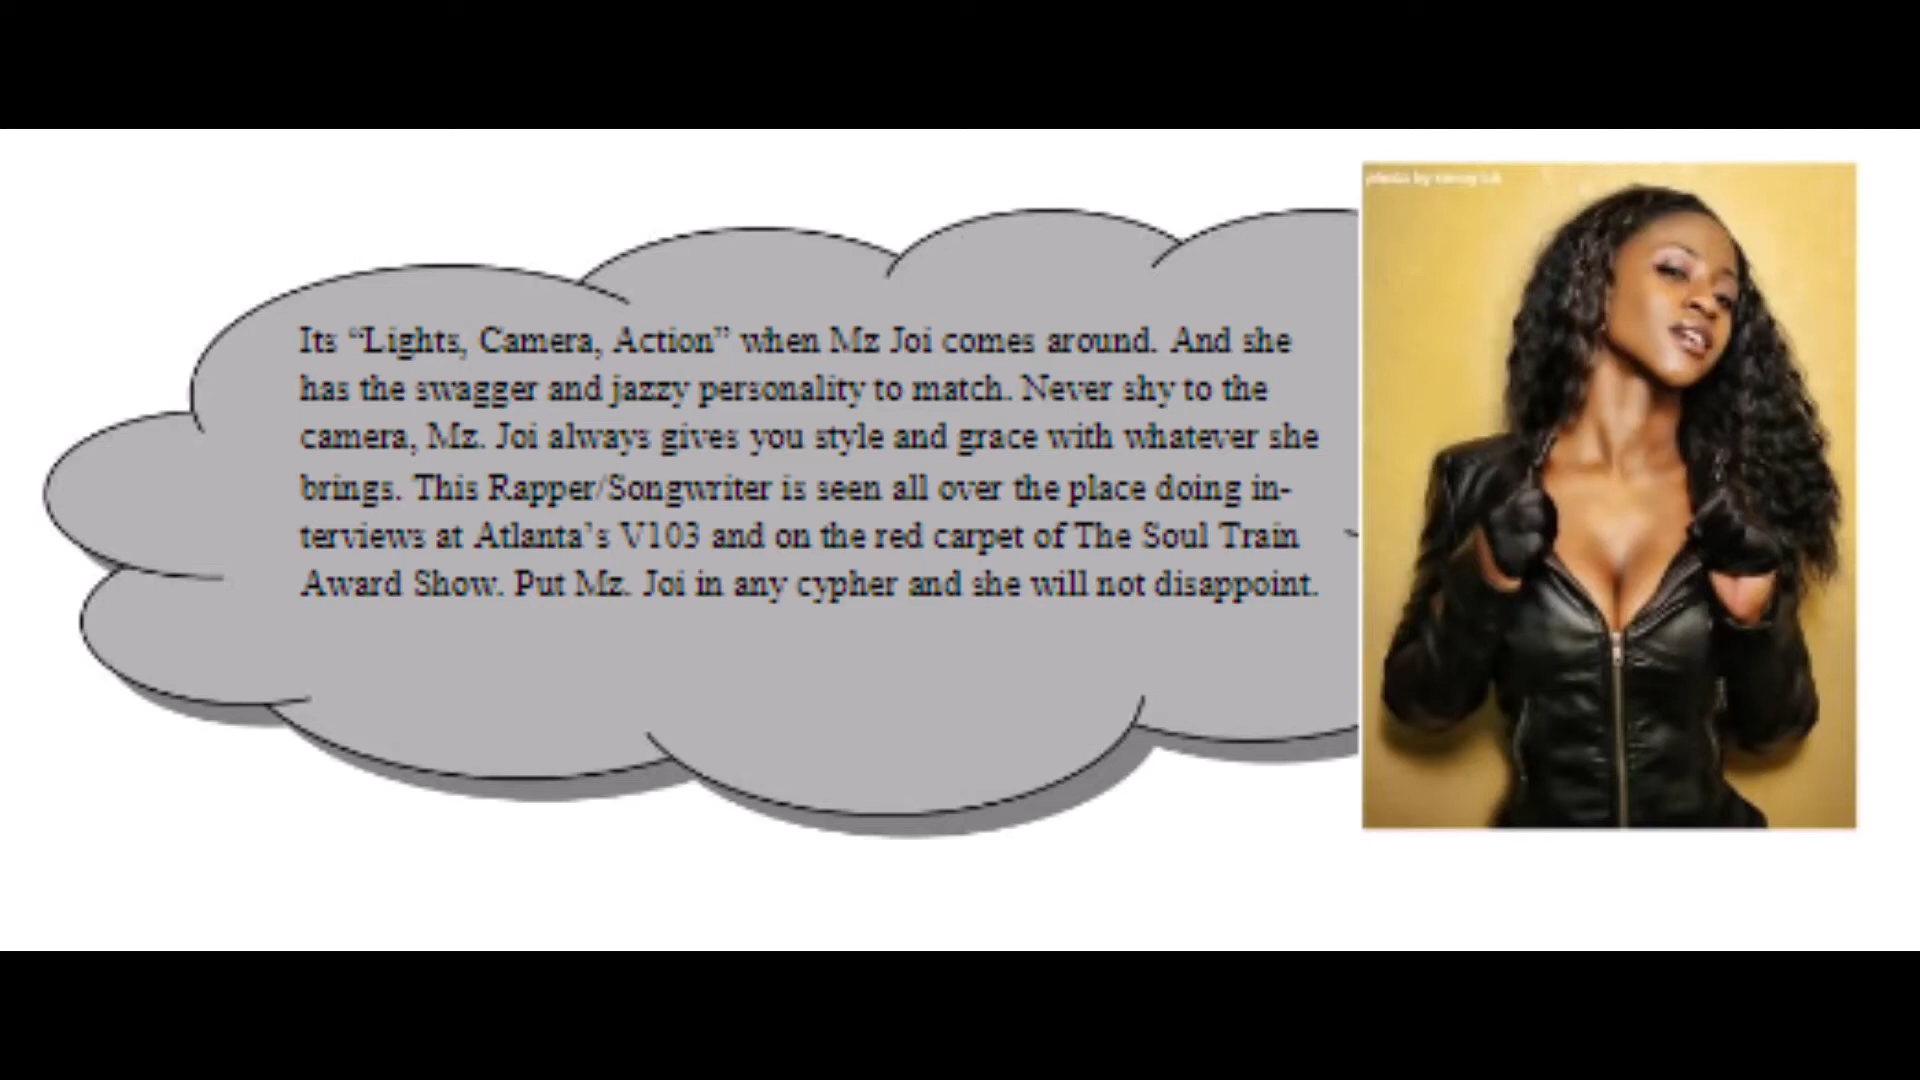 Its “Lights, Camera, Action” when Mz Joi comes around. And she
has the swagger and jazzy personality to match. Never shy to the
camera, Mz. Joi always gives you style and grace with whatever she
brings. This Rapper/Songwriter is seen all over the place doing in-
terviews at Atlanta’s V103 and on the red carpet of The Soul Train
Award Show. Put Mz. Joi in any cypher and she will not disappoint.
photo by